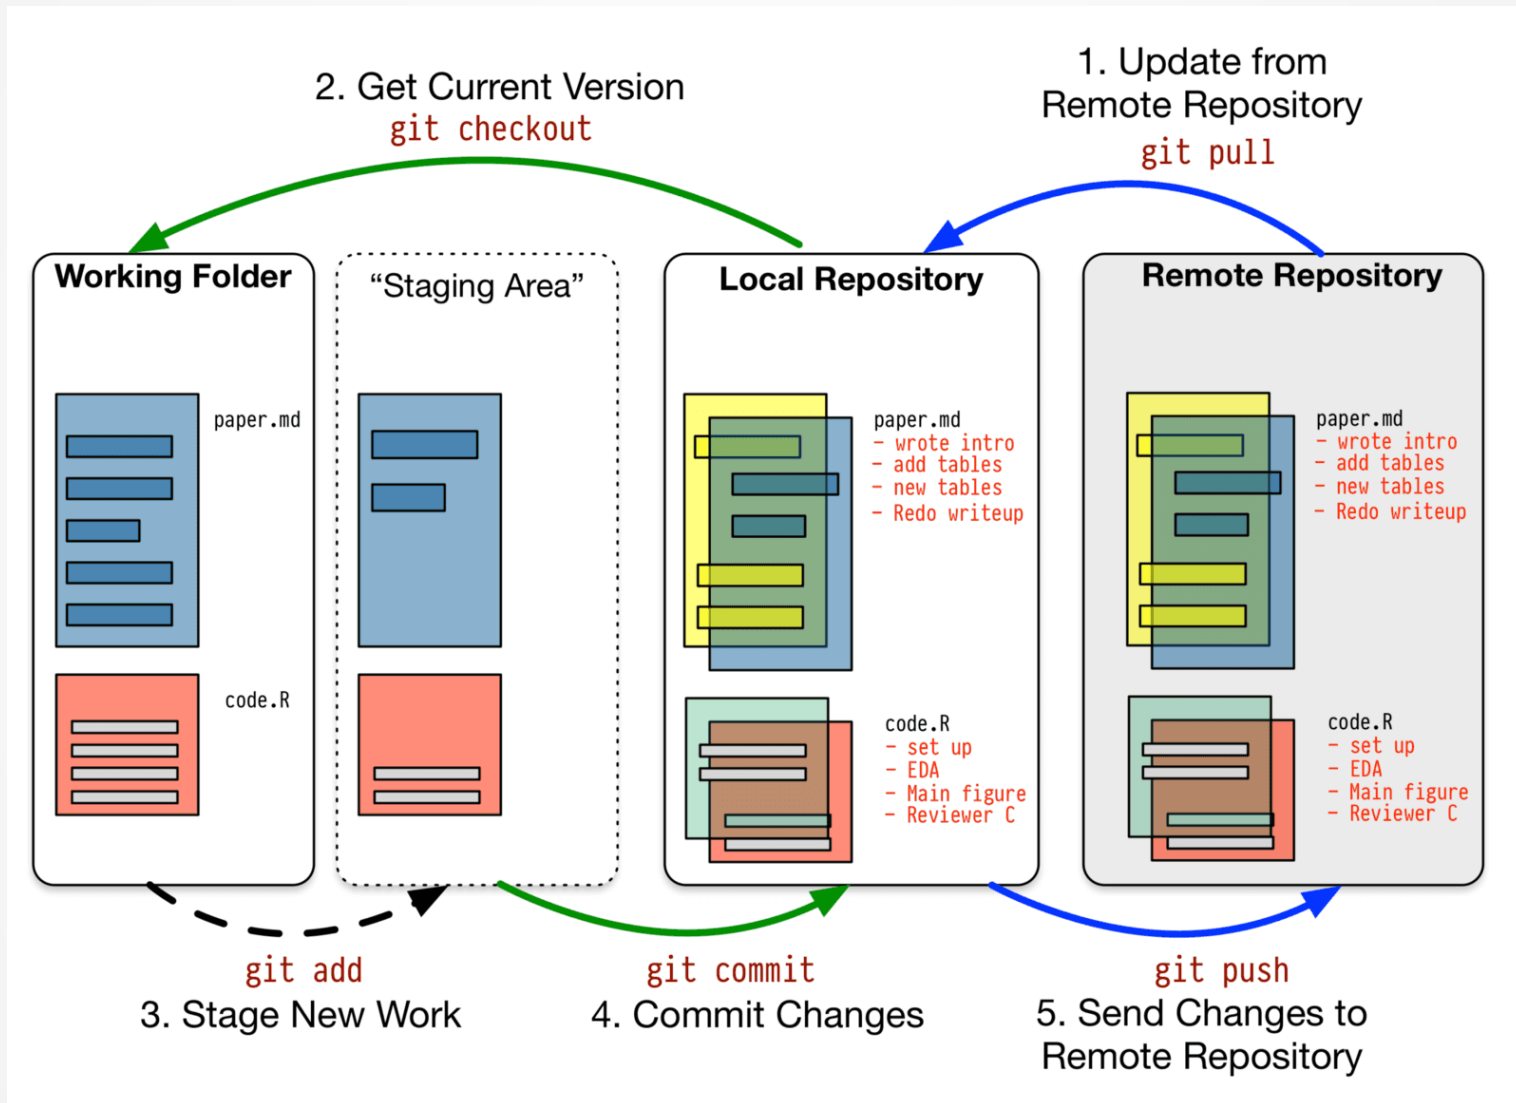 2. Get Current Version
git checkout
1. Update from
Remote Repository
git pull
Working Folder
paper.md
code.R
“Staging Area”
Local Repository
paper.md
- wrote intro
- add tables
- new tables
- Redo writeup
code.R
- set up
- EDA
- Main figure
- Reviewer C
Remote Repository
paper.md
- wrote intro
- add tables
- new tables
- Redo writeup
code.R
- set up
- EDA
- Main figure
- Reviewer C
git add
3. Stage New Work
git commit
4. Commit Changes
git push
5. Send Changes to
Remote Repository